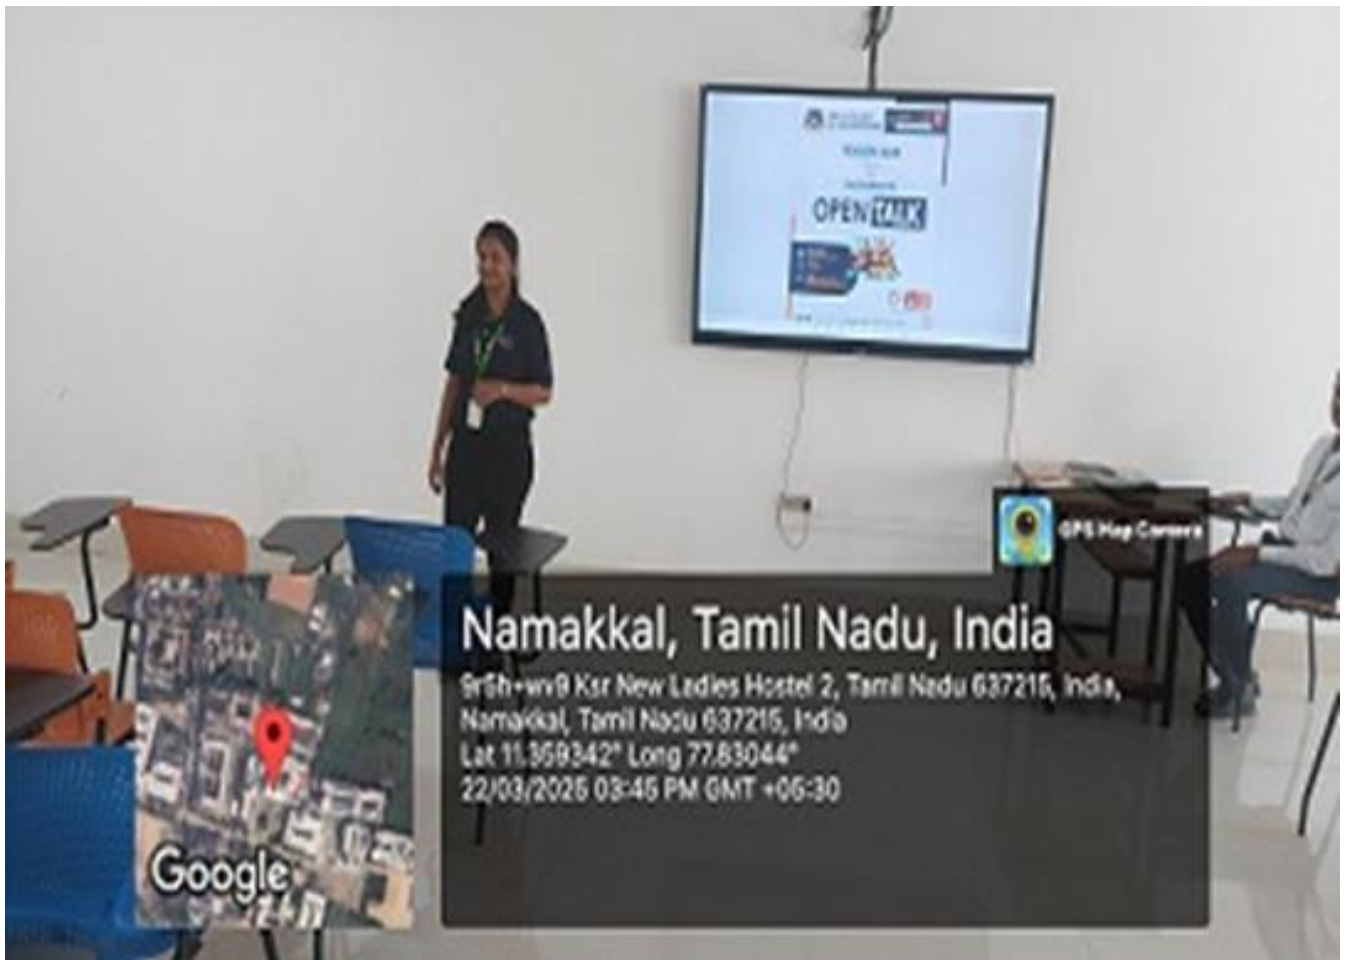 OPEN TALK
GPS Map Camera
Namakkal, Tamil Nadu, India
9r5h+wv9 Ksr New Ladies Hostel 2, Tamil Nadu 637215, India,
Namakkal, Tamil Nadu 637215, India
Lat 11.359342° Long 77.83044°
22/03/2025 03:45 PM GMT +05:30
Google